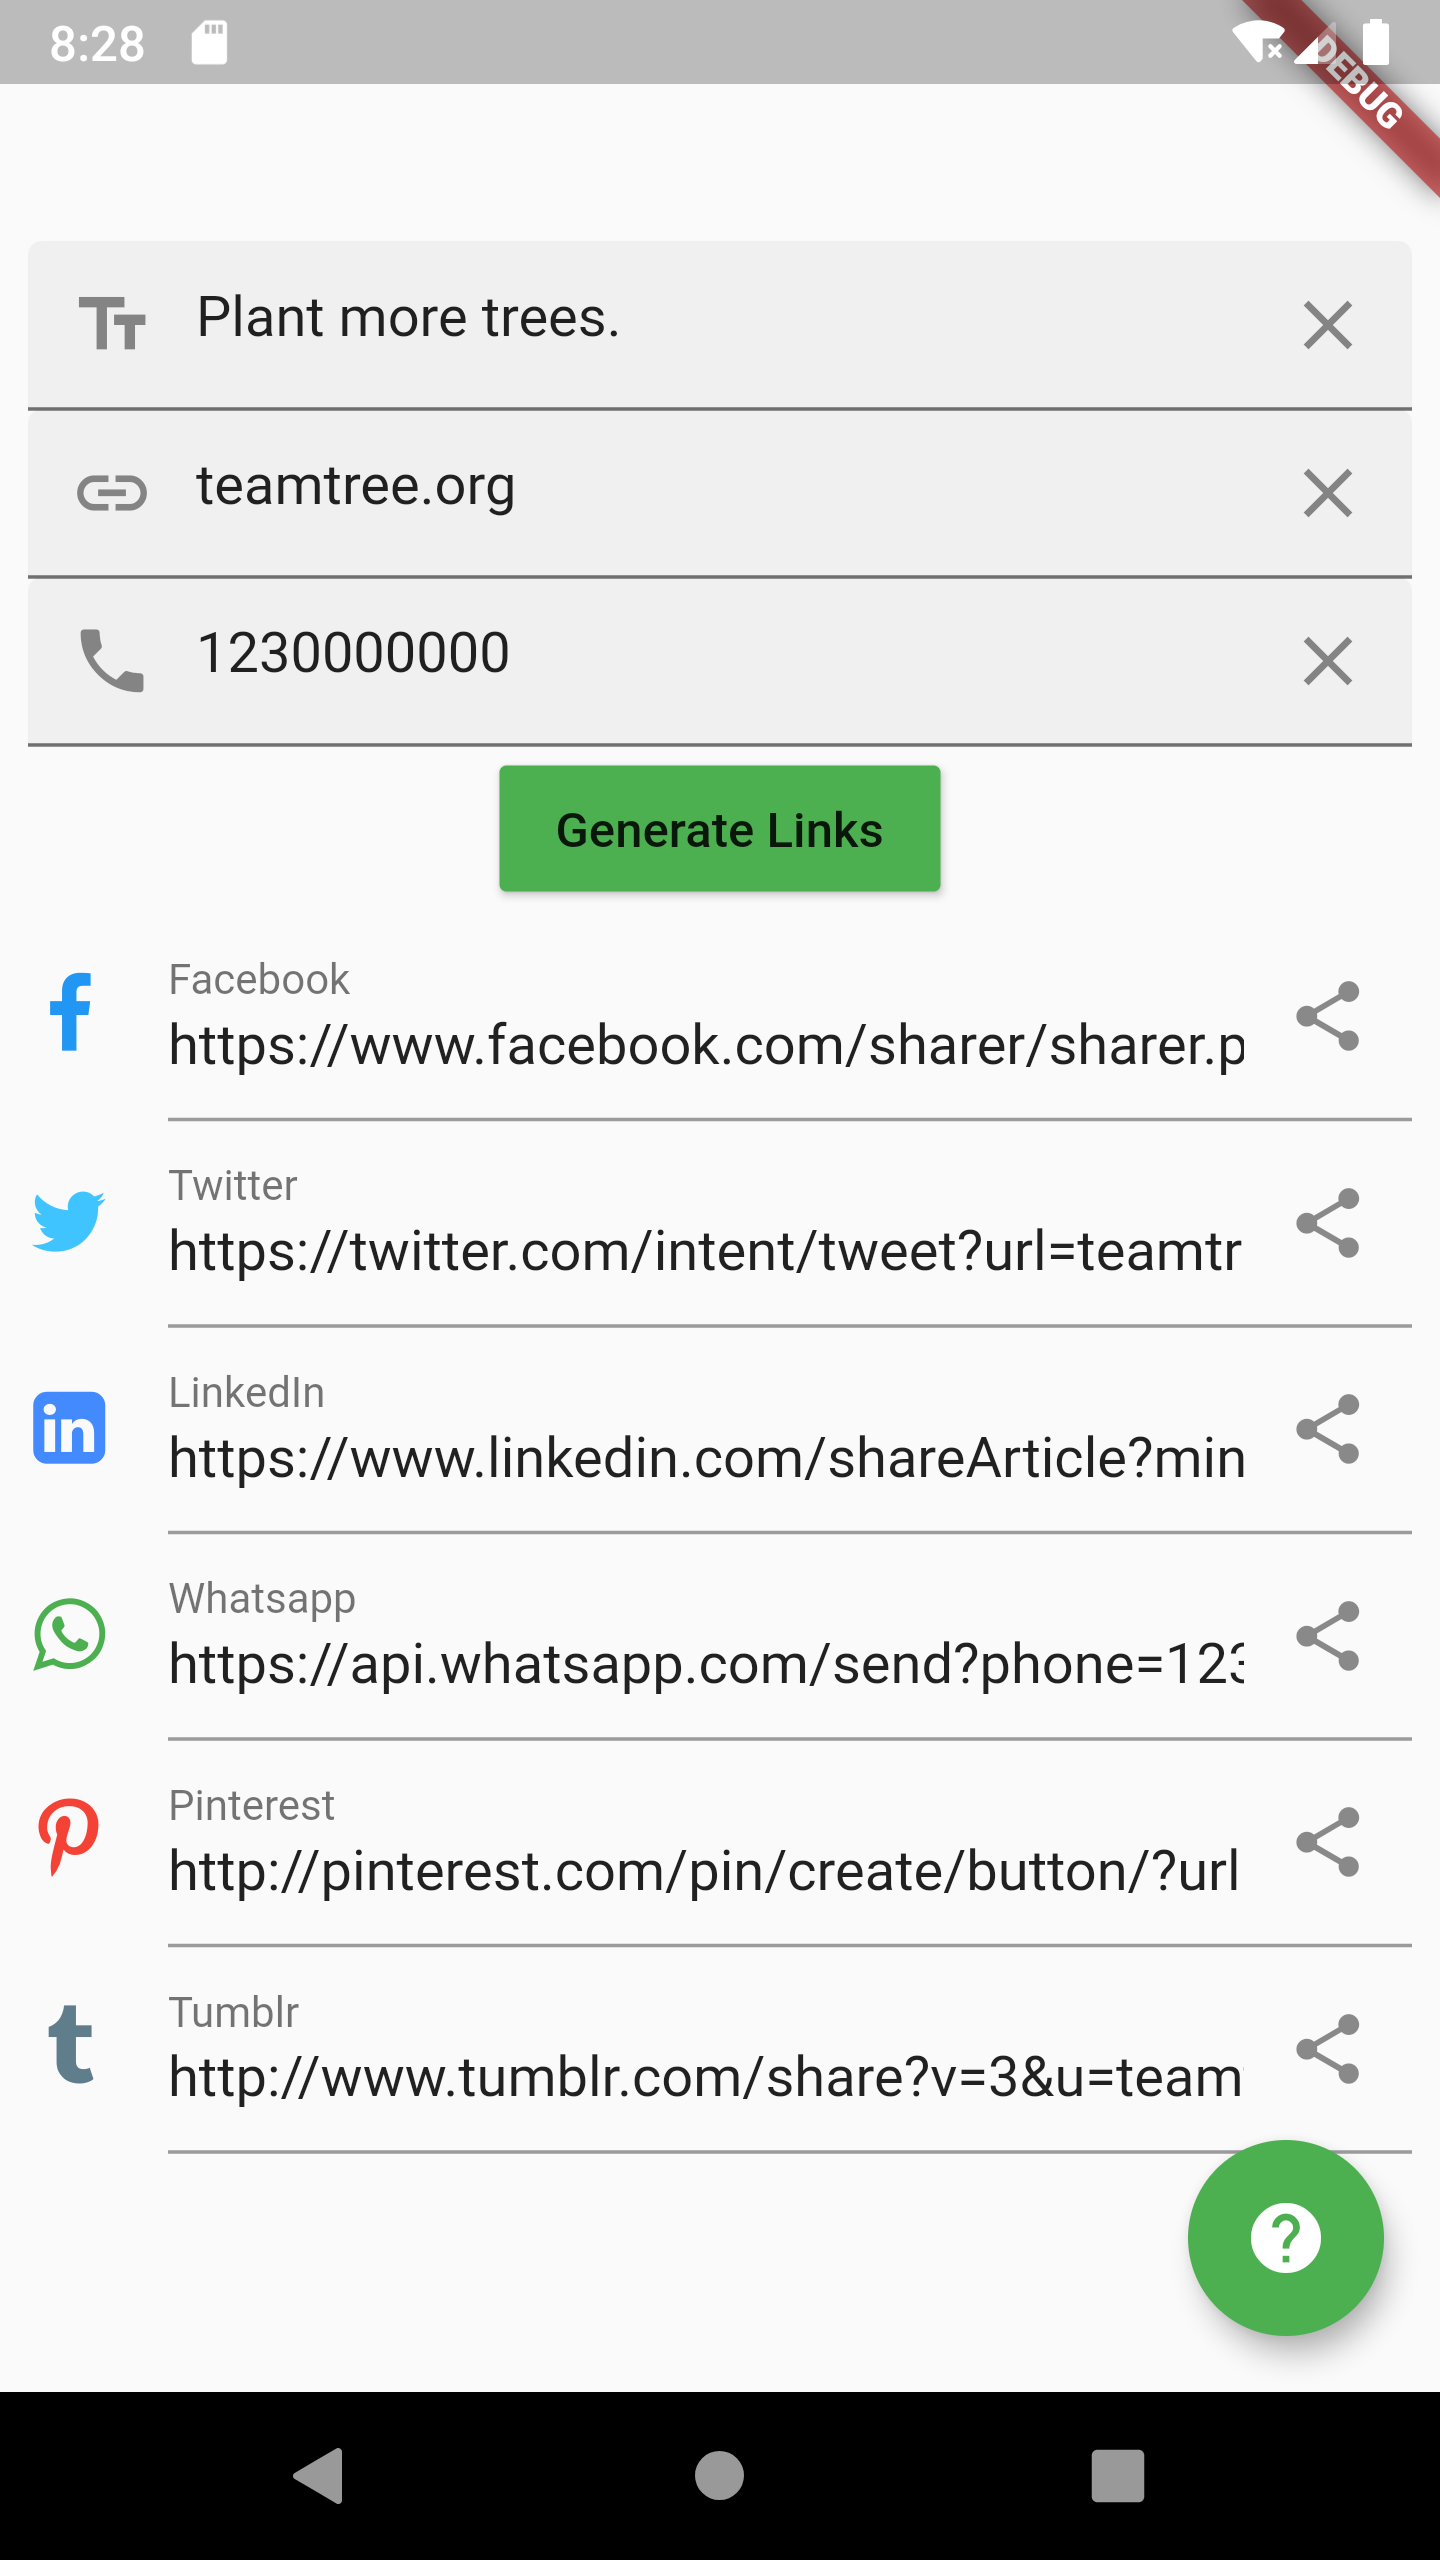 8:28
DEBUG
Plant more trees.
teamtree.org
1230000000
Generate Links
Facebook
https://www.facebook.com/sharer/sharer.p
Twitter
https://twitter.com/intent/tweet?url=teamtr
LinkedIn
https://www.linkedin.com/shareArticle?min
Whatsapp
https://api.whatsapp.com/send?phone=123
Pinterest
http://pinterest.com/pin/create/button/?url
Tumblr
http://www.tumblr.com/share?v=3&u=team